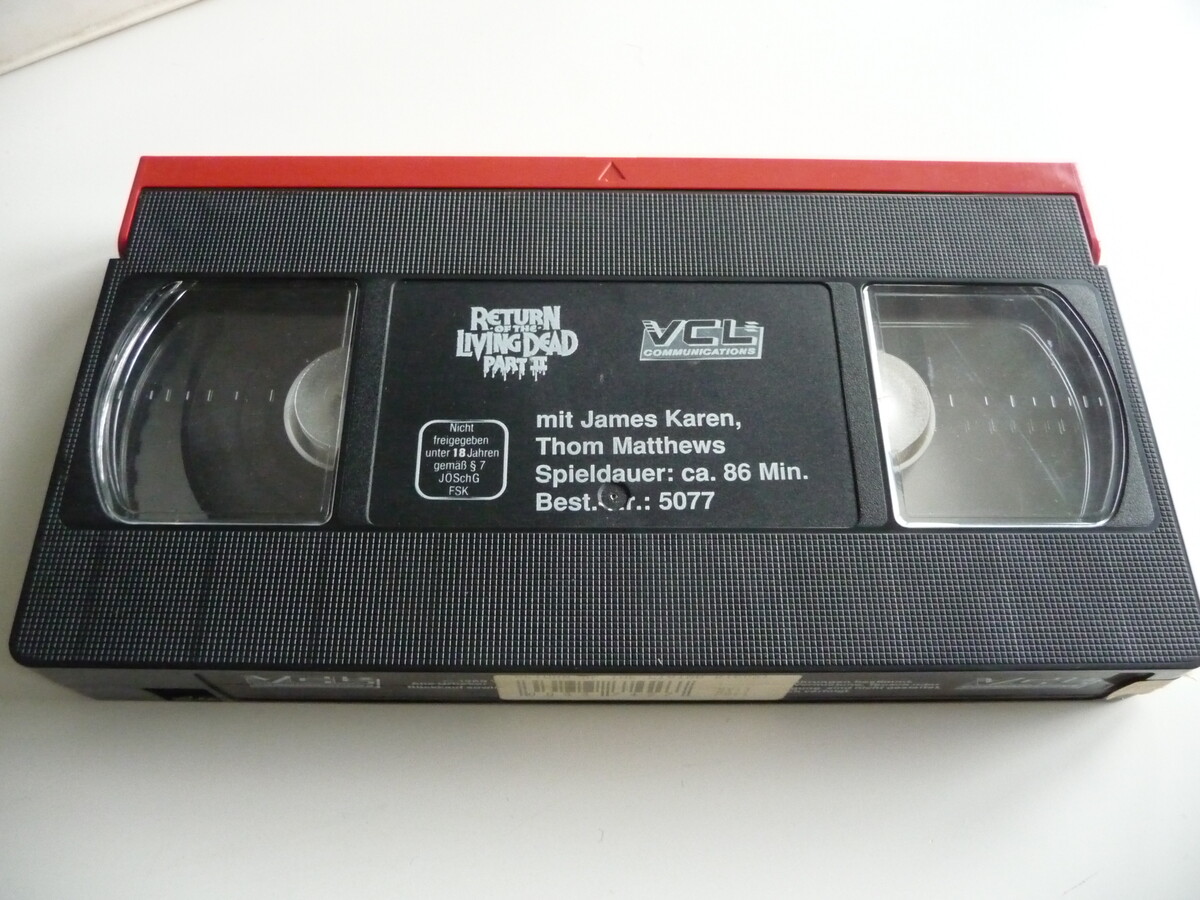 RETURN
OF THE
LIVING DEAD
PART II
VCL
COMMUNICATIONS
mit James Karen,
Thom Matthews
Spieldauer: ca. 86 Min.
Best.- r.: 5077
Nicht
freigegeben
unter 18 Jahren
gemäß § 7
JÖSchG
FSK